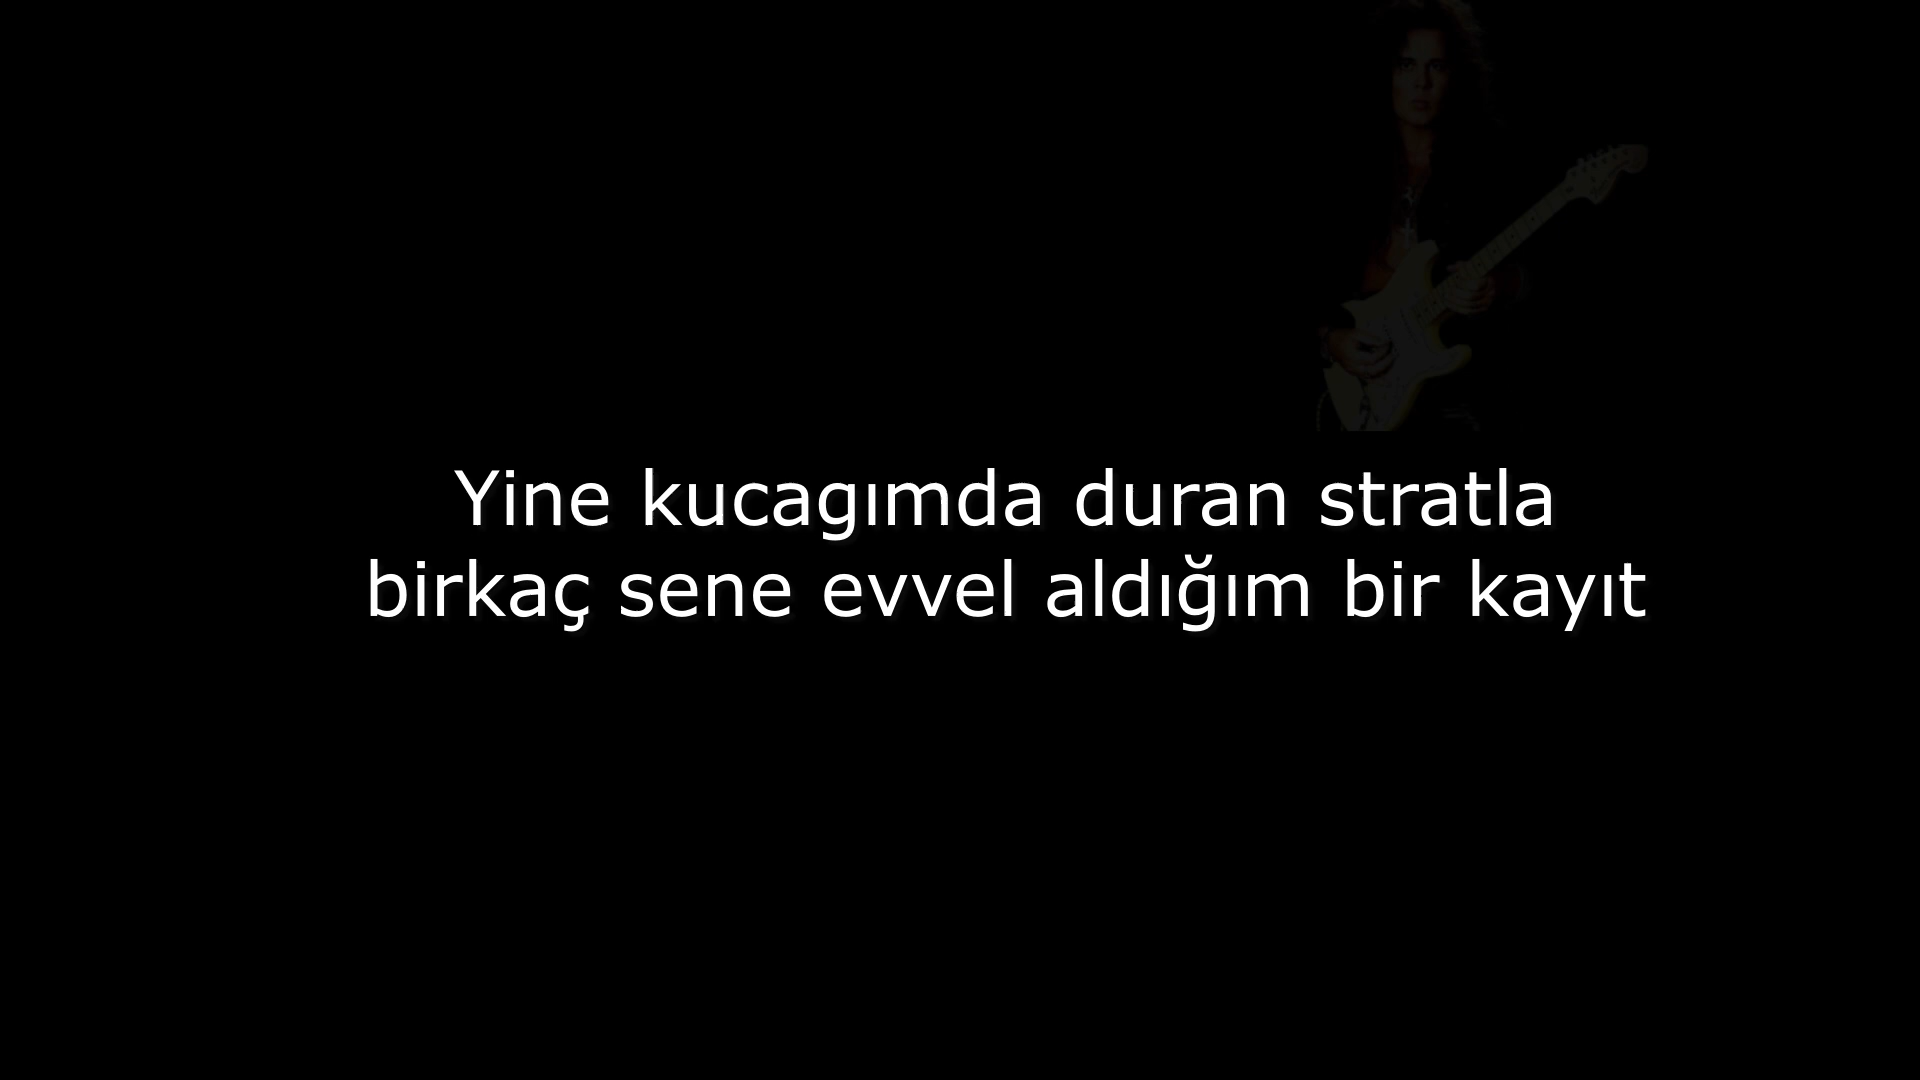 Yine kucagımda duran stratla
birkaç sene evvel aldığım bir kayıt